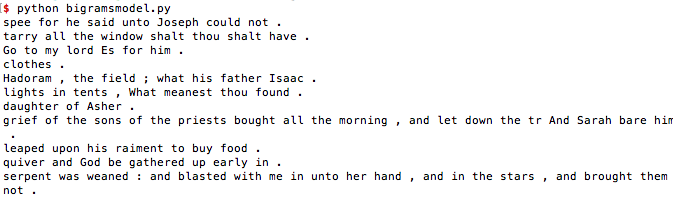 $ python bigramsmodel.py
spee for he said unto Joseph could not .
tarry all the window shalt thou shalt have .
Go to my lord Es for him .
clothes .
Hadoram , the field ; what his father Isaac .
lights in tents , What meanest thou found .
daughter of Asher .
grief of the sons of the priests bought all the morning , and let down the tr And Sarah bare him
.
leaped upon his raiment to buy food .
quiver and God be gathered up early in .
serpent was weaned : and blasted with me in unto her hand , and in the stars , and brought them
not .